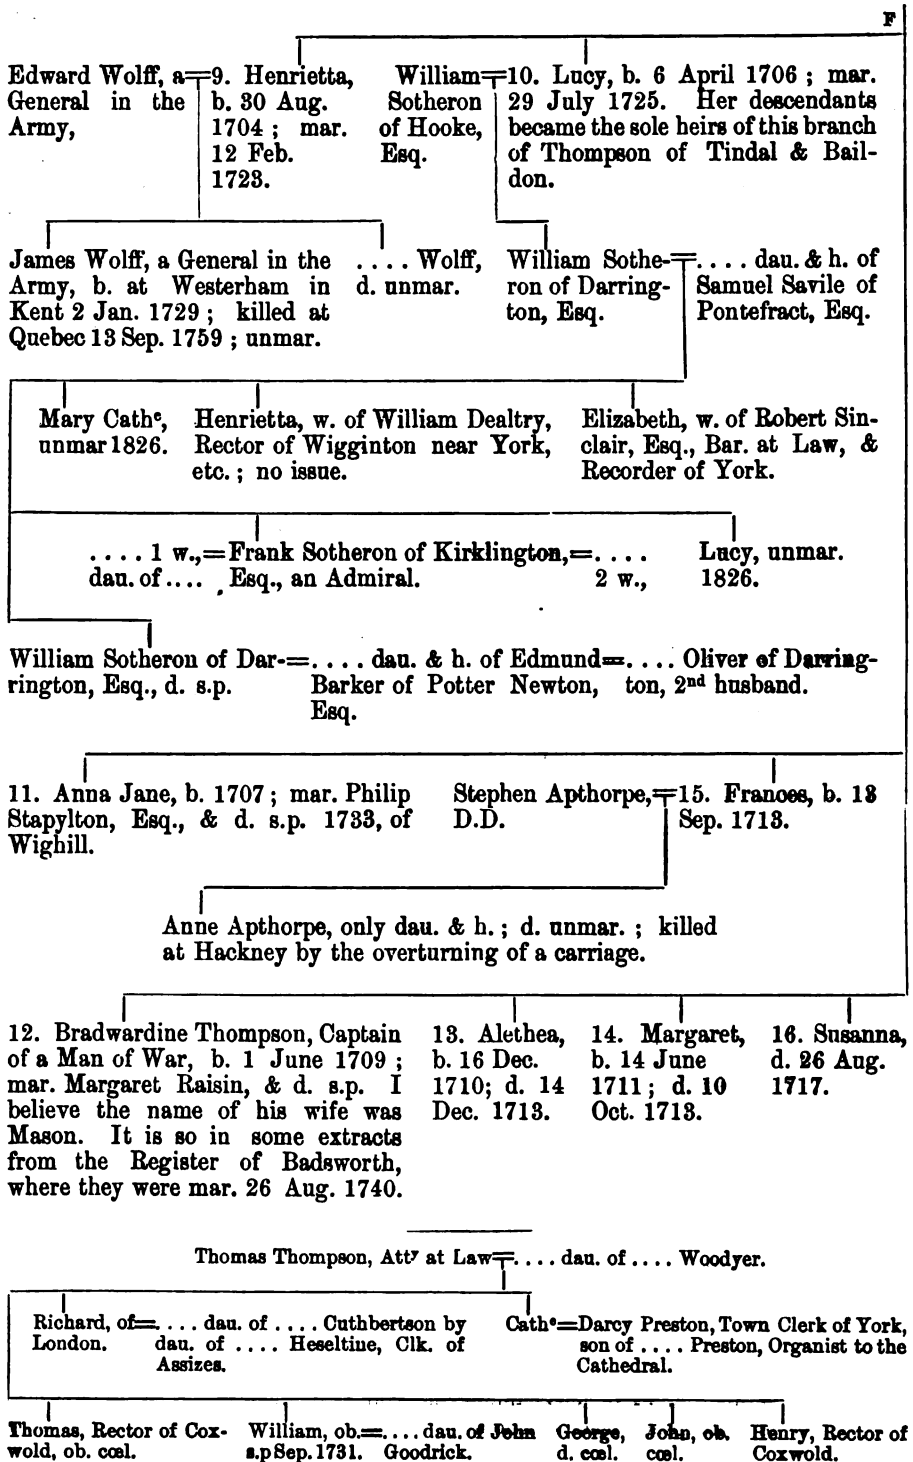 F
Edward Wolff, a General in the Army,
9. Henrietta, b. 30 Aug. 1704 ; mar. 12 Feb. 1723.
William Sotheron of Hooke, Esq.
10. Lucy, b. 6 April 1706 ; mar. 29 July 1725. Her descendants became the sole heirs of this branch of Thompson of Tindal & Baildon.
James Wolff, a General in the
Army, b. at Westerham in
Kent 2 Jan. 1729 ; killed at
Quebec 13 Sep. 1759 ; unmar.
. . . . Wolff,
d. unmar.
William Sothe-
ron of Darring-
ton, Esq.
. . . . dau. & h. of
Samuel Savile of
Pontefract, Esq.
Mary Cathᵉ,
unmar 1826.
Henrietta, w. of William Dealtry,
Rector of Wigginton near York,
etc. ; no issue.
Elizabeth, w. of Robert Sin-
clair, Esq., Bar. at Law, &
Recorder of York.
. . . . 1 w.,=
dau. of . . . .
Frank Sotheron of Kirklington,=
Esq., an Admiral.
. . . .
2 w.,
Lucy, unmar.
1826.
William Sotheron of Dar-=
rington, Esq., d. s.p.
. . . . dau. & h. of Edmund=
Barker of Potter Newton,
Esq.
. . . . Oliver of Darring-
ton, 2ⁿᵈ husband.
11. Anna Jane, b. 1707 ; mar. Philip
Stapylton, Esq., & d. s.p. 1733, of
Wighill.
Stephen Apthorpe,
D.D.
15. Frances, b. 13
Sep. 1713.
Anne Apthorpe, only dau. & h. ; d. unmar. ; killed
at Hackney by the overturning of a carriage.
12. Bradwardine Thompson, Captain
of a Man of War, b. 1 June 1709 ;
mar. Margaret Raisin, & d. s.p. I
believe the name of his wife was
Mason. It is so in some extracts
from the Register of Badsworth,
where they were mar. 26 Aug. 1740.
13. Alethea,
b. 16 Dec.
1710; d. 14
Dec. 1713.
14. Margaret,
b. 14 June
1711 ; d. 10
Oct. 1713.
16. Susanna,
d. 26 Aug.
1717.
Thomas Thompson, Attʸ at Law . . . . dau. of . . . . Woodyer.
Richard, of=
London.
. . . . dau. of . . . . Cuthbertson by
dau. of . . . . Heseltine, Clk. of
Assizes.
Cathᵉ=Darcy Preston, Town Clerk of York,
son of . . . . Preston, Organist to the
Cathedral.
Thomas, Rector of Cox-
wold, ob. cœl.
William, ob.=
s.p Sep. 1731.
. . . . dau. of John
Goodrick.
George,
d. cœl.
John, ob.
cœl.
Henry, Rector of
Coxwold.